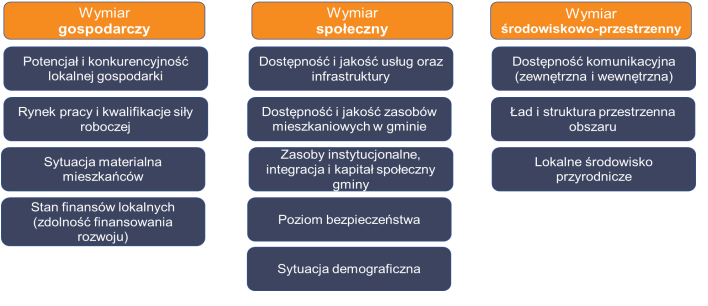 Wymiar
gospodarczy
Potencjał i konkurencyjność
lokalnej gospodarki
Rynek pracy i kwalifikacje siły
roboczej
Sytuacja materialna
mieszkańców
Stan finansów lokalnych
(zdolność finansowania
rozwoju)
Wymiar
społeczny
Dostępność i jakość usług oraz
infrastruktury
Dostępność i jakość zasobów
mieszkaniowych w gminie
Zasoby instytucjonalne,
integracja i kapitał społeczny
gminy
Poziom bezpieczeństwa
Sytuacja demograficzna
Wymiar
środowiskowo-przestrzenny
Dostępność komunikacyjna
(zewnętrzna i wewnętrzna)
Ład i struktura przestrzenna
obszaru
Lokalne środowisko
przyrodnicze